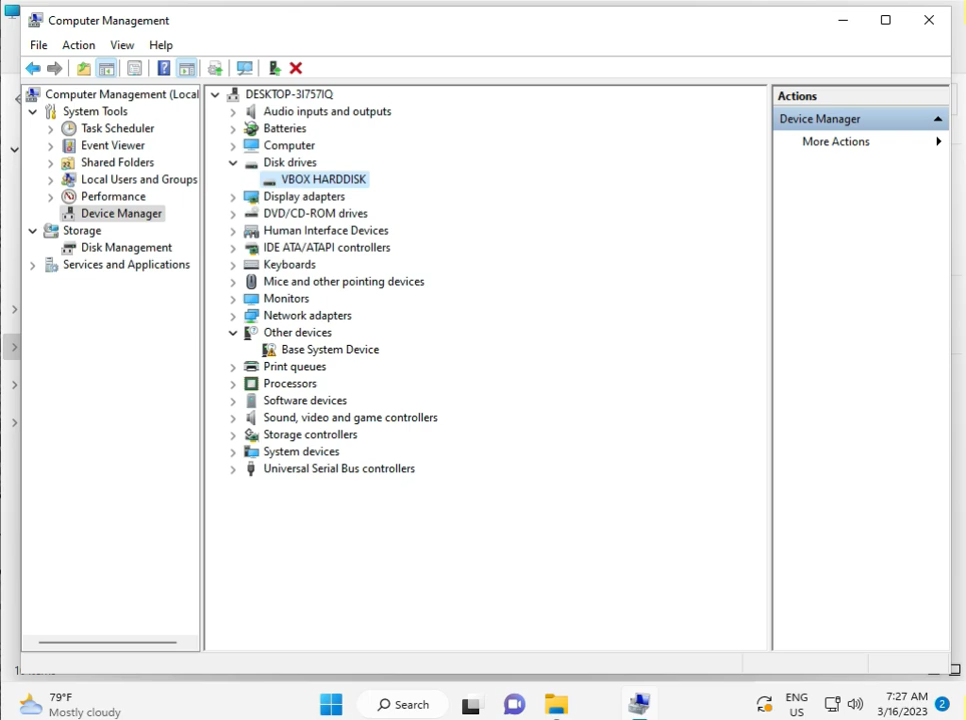 Computer Management
File Action View Help
Computer Management (Local
System Tools
Task Scheduler
Event Viewer
Shared Folders
Local Users and Groups
Performance
Device Manager
Storage
Disk Management
Services and Applications
DESKTOP-3I757IQ
Audio inputs and outputs
Batteries
Computer
Disk drives
VBOX HARDDISK
Display adapters
DVD/CD-ROM drives
Human Interface Devices
IDE ATA/ATAPI controllers
Keyboards
Mice and other pointing devices
Monitors
Network adapters
Other devices
Base System Device
Print queues
Processors
Software devices
Sound, video and game controllers
Storage controllers
System devices
Universal Serial Bus controllers
Actions
Device Manager
More Actions
79°F
Mostly cloudy
Search
ENG
US
7:27 AM
3/16/2023
2